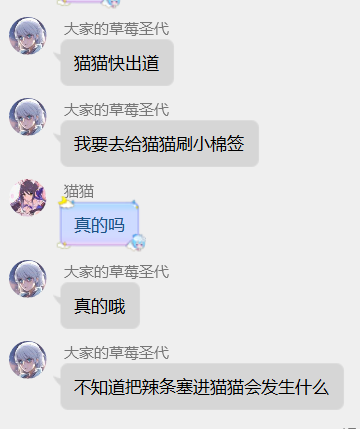 大家的草莓圣代
猫猫快出道
大家的草莓圣代
我要去给猫猫刷小棉签
猫猫
真的吗
大家的草莓圣代
真的哦
大家的草莓圣代
不知道把辣条塞进猫猫会发生什么